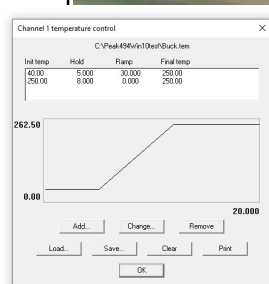 Channel 1 temperature control
C:\Peak494Win10test\Buck.tem
Init temp Hold Ramp Final temp
40.00 5.000 30.000 250.00
250.00 8.000 0.000 250.00
262.50
0.00
20.000
Add... Change... Remove
Load... Save... Clear Print
OK